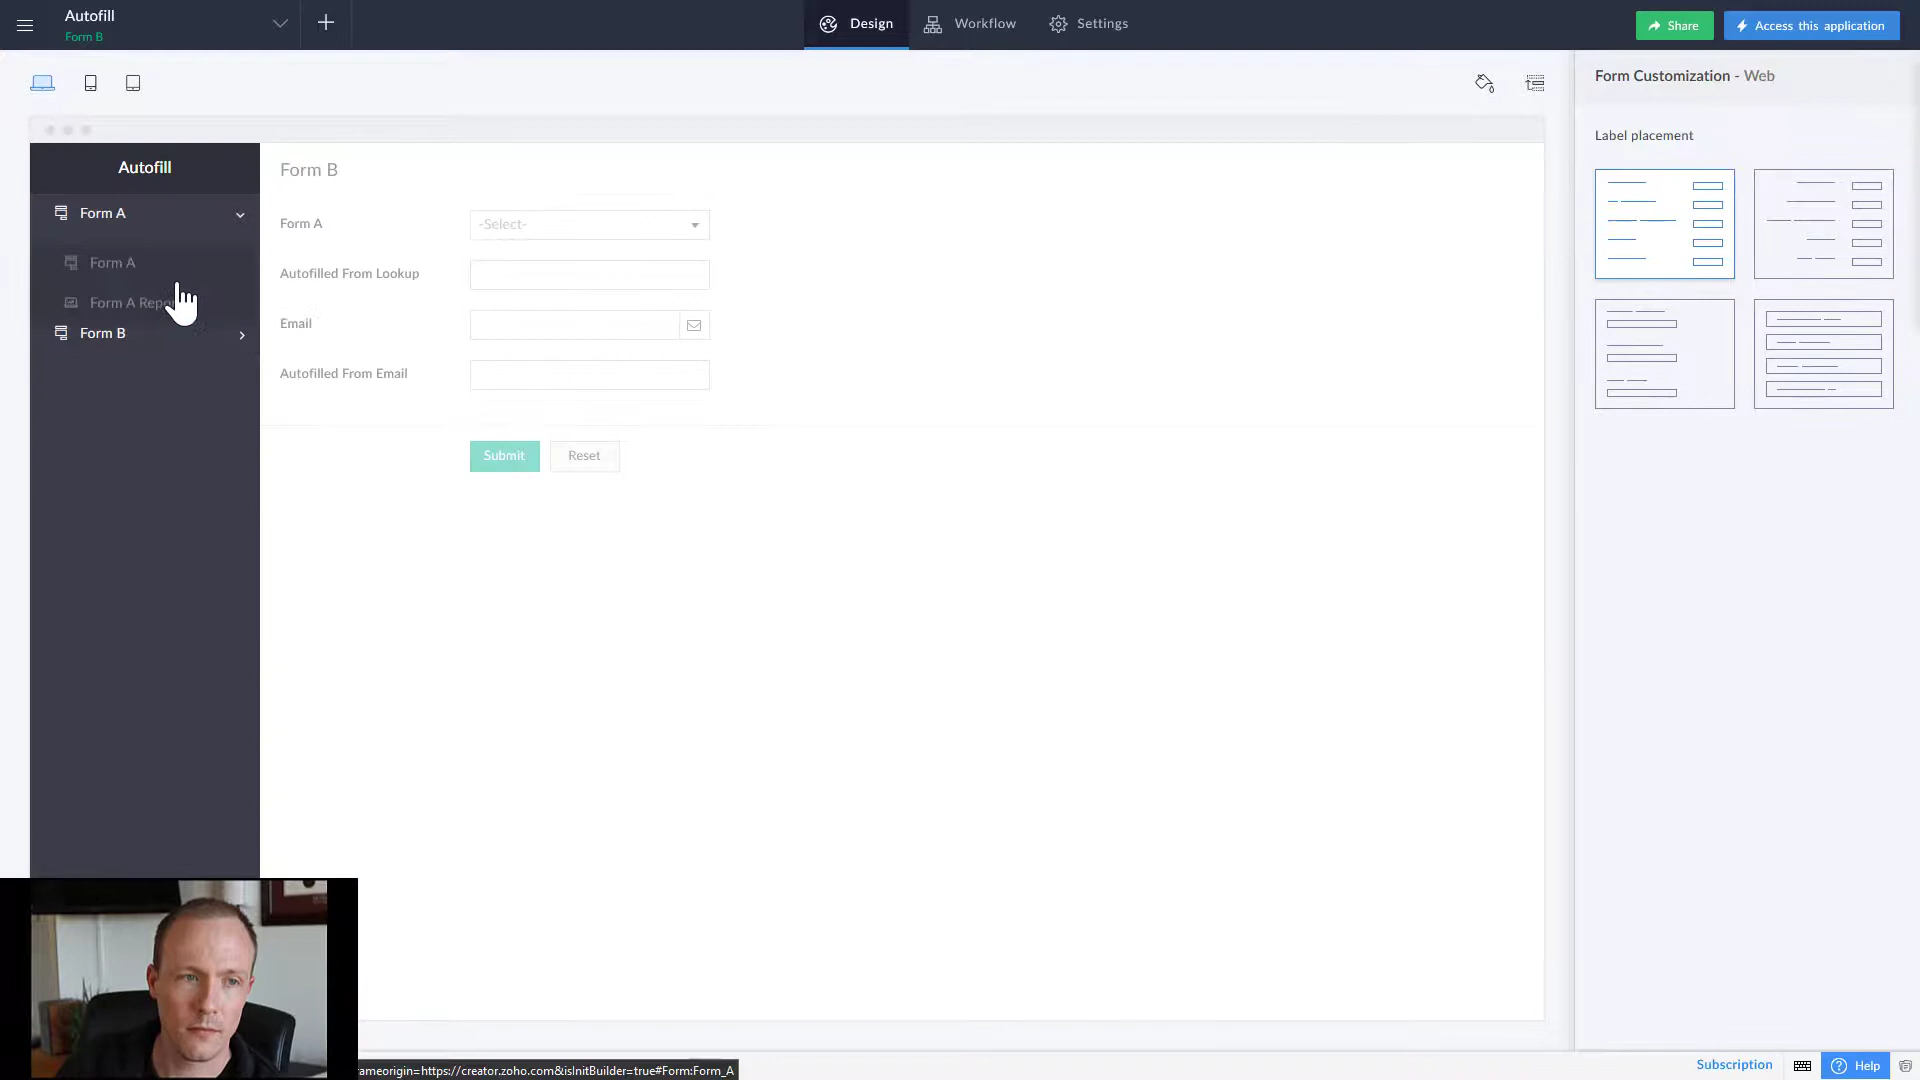 Autofill
Form B
Design
Workflow
Settings
Share
Access this application
Form Customization - Web
Label placement
Autofill
Form A
Form A
Form A
Form B
Form B
Form A
-Select-
Autofilled From Lookup
Email
Autofilled From Email
Submit
Reset
Subscription
Help
ameorigin=https://creator.zoho.com&isInitBuilder=true#Form:Form_A